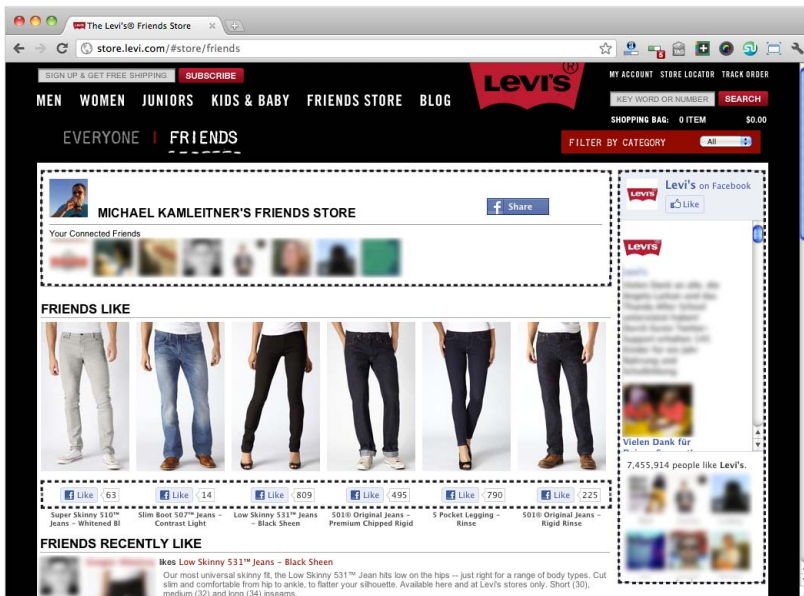 The Levi's® Friends Store
store.levi.com/#store/friends
5
SIGN UP & GET FREE SHIPPING SUBSCRIBE
LEVI'S®
MY ACCOUNT STORE LOCATOR TRACK ORDER
MEN WOMEN JUNIORS KIDS & BABY FRIENDS STORE BLOG
KEY WORD OR NUMBER SEARCH
SHOPPING BAG: 0 ITEM $0.00
EVERYONE FRIENDS
FILTER BY CATEGORY All
MICHAEL KAMLEITNER'S FRIENDS STORE
Share
Your Connected Friends
LEVI'S
Levi's on Facebook
Like
LEVI'S
FRIENDS LIKE
Like 63
Like 14
Like 809
Like 495
Like 790
Like 225
Super Skinny 510™ Jeans – Whitened Bl
Slim Boot 507™ Jeans – Contrast Light
Low Skinny 531™ Jeans – Black Sheen
501® Original Jeans – Premium Chipped Rigid
5 Pocket Legging – Rinse
501® Original Jeans – Rigid Rinse
Vielen Dank für
7,455,914 people like Levi's.
FRIENDS RECENTLY LIKE
likes Low Skinny 531™ Jeans – Black Sheen
Our most universal skinny fit, the Low Skinny 531™ Jean hits low on the hips -- just right for a range of body types. Cut
slim and comfortable from hip to ankle, to flatter your silhouette. Available here and at Levi's stores only. Short (30),
medium (32) and long (34) inseams.